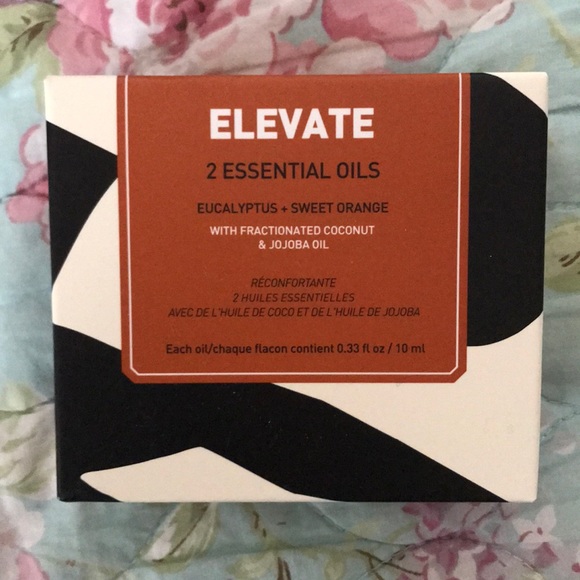 ELEVATE
2 ESSENTIAL OILS
EUCALYPTUS + SWEET ORANGE
WITH FRACTIONATED COCONUT
& JOJOBA OIL
RÉCONFORTANTE
2 HUILES ESSENTIELLES
AVEC DE L'HUILE DE COCO ET DE L'HUILE DE JOJOBA
Each oil/chaque flacon contient 0.33 fl oz / 10 ml